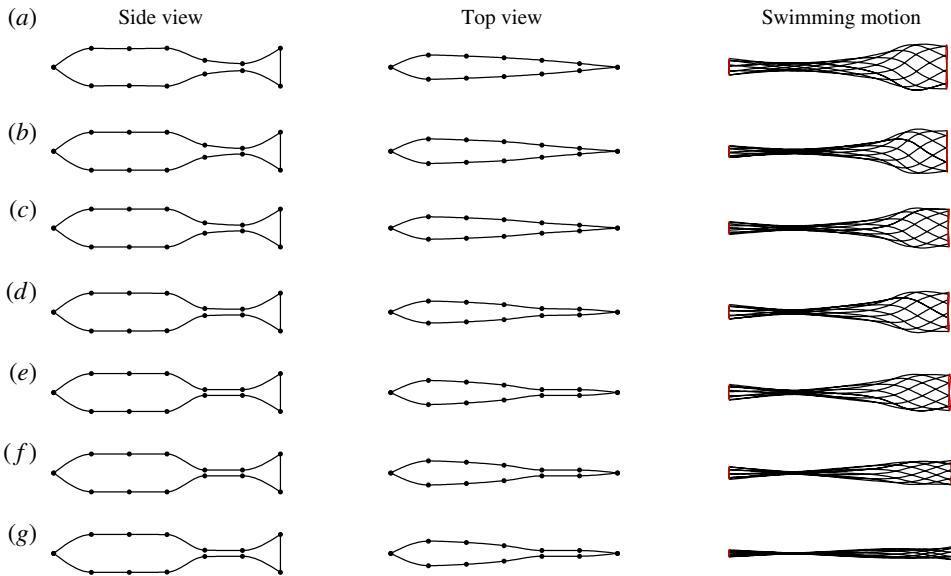 (a) Side view Top view Swimming motion
(b)
(c)
(d)
(e)
(f)
(g)